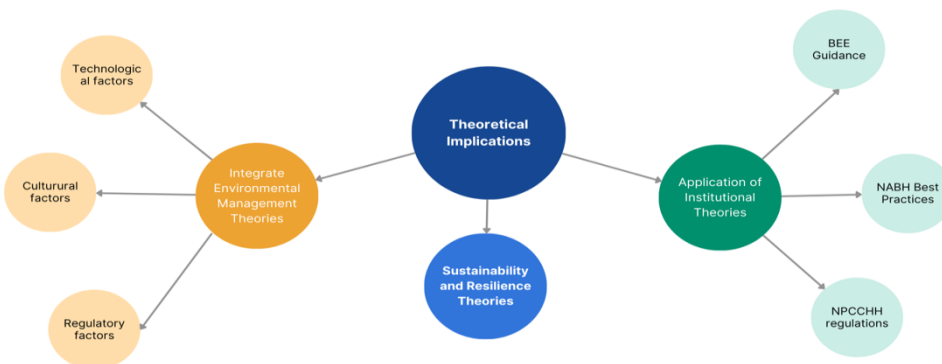 Theoretical
Implications
Integrate
Environmental
Management
Theories
Technologic
al factors
Culturural
factors
Regulatory
factors
Sustainability
and Resilience
Theories
Application of
Institutional
Theories
BEE
Guidance
NABH Best
Practices
NPCCHH
regulations